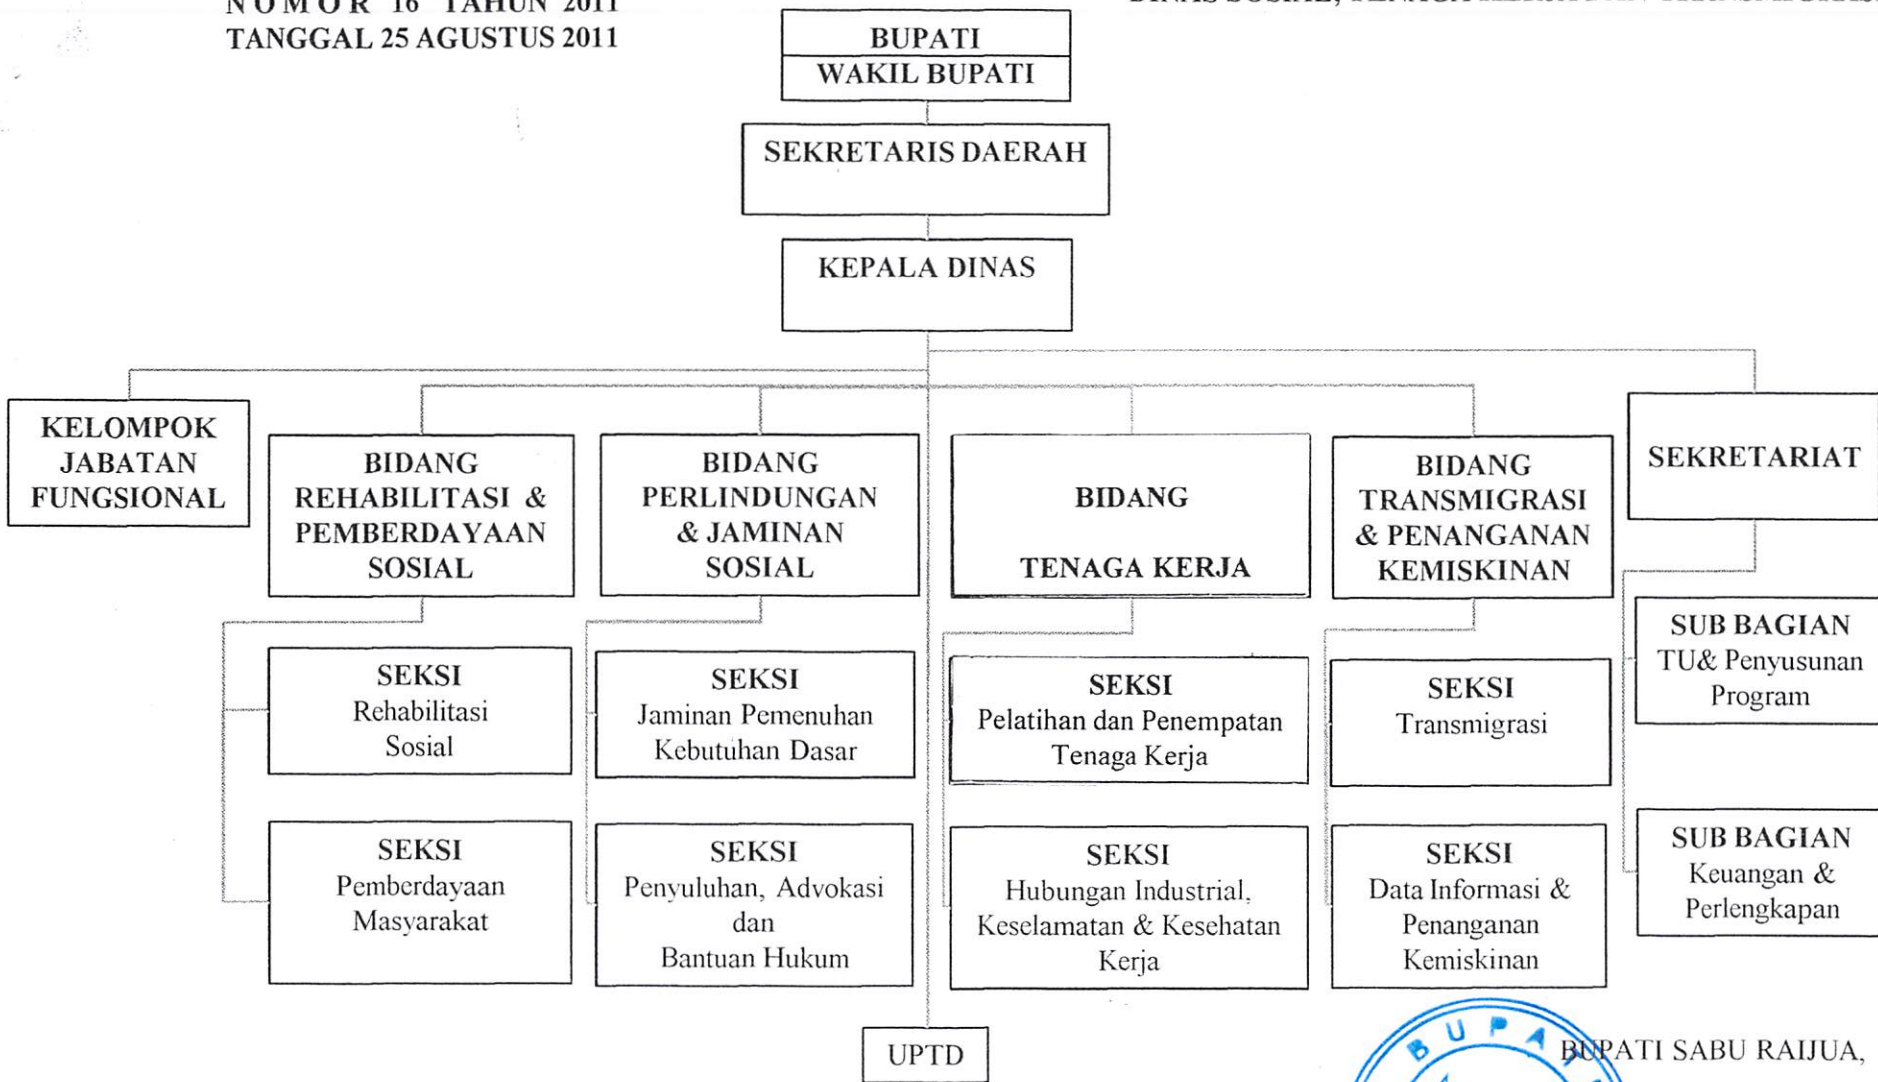 NOMOR 16 TAHUN 2011
TANGGAL 25 AGUSTUS 2011
BUPATI
WAKIL BUPATI
SEKRETARIS DAERAH
KEPALA DINAS
KELOMPOK
JABATAN
FUNGSIONAL
BIDANG
REHABILITASI &
PEMBERDAYAAN
SOSIAL
BIDANG
PERLINDUNGAN
& JAMINAN
SOSIAL
BIDANG
TENAGA KERJA
BIDANG
TRANSMIGRASI
& PENANGANAN
KEMISKINAN
SEKRETARIAT
SEKSI
Rehabilitasi
Sosial
SEKSI
Jaminan Pemenuhan
Kebutuhan Dasar
SEKSI
Pelatihan dan Penempatan
Tenaga Kerja
SEKSI
Transmigrasi
SUB BAGIAN
TU& Penyusunan
Program
SEKSI
Pemberdayaan
Masyarakat
SEKSI
Penyuluhan, Advokasi
dan
Bantuan Hukum
SEKSI
Hubungan Industrial,
Keselamatan & Kesehatan
Kerja
SEKSI
Data Informasi &
Penanganan
Kemiskinan
SUB BAGIAN
Keuangan &
Perlengkapan
UPTD
BUPATI SABU RAIJUA,